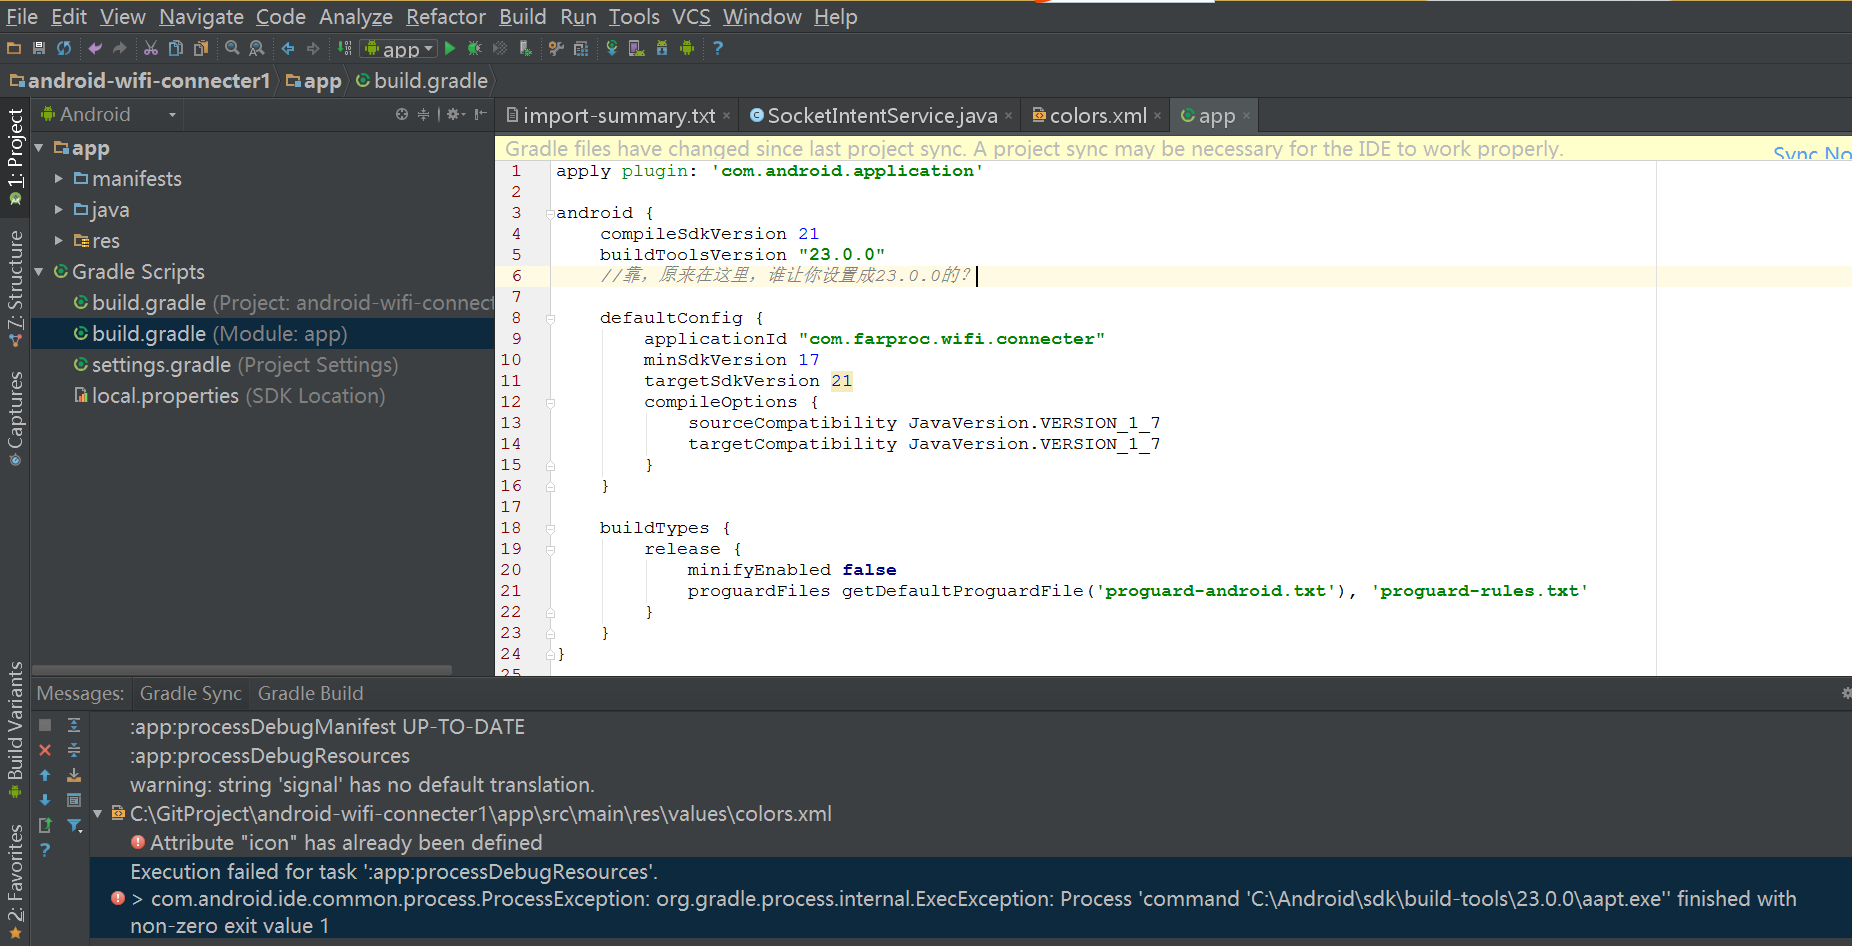 File Edit View Navigate Code Analyze Refactor Build Run Tools VCS Window Help
app
android-wifi-connecter1 app build.gradle
1: Project
7: Structure
Captures
Build Variants
2: Favorites
Android
app
manifests
java
res
Gradle Scripts
build.gradle (Project: android-wifi-connect
build.gradle (Module: app)
settings.gradle (Project Settings)
local.properties (SDK Location)
import-summary.txt SocketIntentService.java colors.xml app
Gradle files have changed since last project sync. A project sync may be necessary for the IDE to work properly. Sync No
1 apply plugin: 'com.android.application'
2
3 android {
4 compileSdkVersion 21
5 buildToolsVersion "23.0.0"
6 //靠，原来在这里，谁让你设置成23.0.0的?
7
8 defaultConfig {
9 applicationId "com.farproc.wifi.connecter"
10 minSdkVersion 17
11 targetSdkVersion 21
12 compileOptions {
13 sourceCompatibility JavaVersion.VERSION_1_7
14 targetCompatibility JavaVersion.VERSION_1_7
15 }
16 }
17
18 buildTypes {
19 release {
20 minifyEnabled false
21 proguardFiles getDefaultProguardFile('proguard-android.txt'), 'proguard-rules.txt'
22 }
23 }
24 }
25
Messages: Gradle Sync Gradle Build
:app:processDebugManifest UP-TO-DATE
:app:processDebugResources
warning: string 'signal' has no default translation.
C:\GitProject\android-wifi-connecter1\app\src\main\res\values\colors.xml
Attribute "icon" has already been defined
Execution failed for task ':app:processDebugResources'.
> com.android.ide.common.process.ProcessException: org.gradle.process.internal.ExecException: Process 'command 'C:\Android\sdk\build-tools\23.0.0\aapt.exe'' finished with
non-zero exit value 1